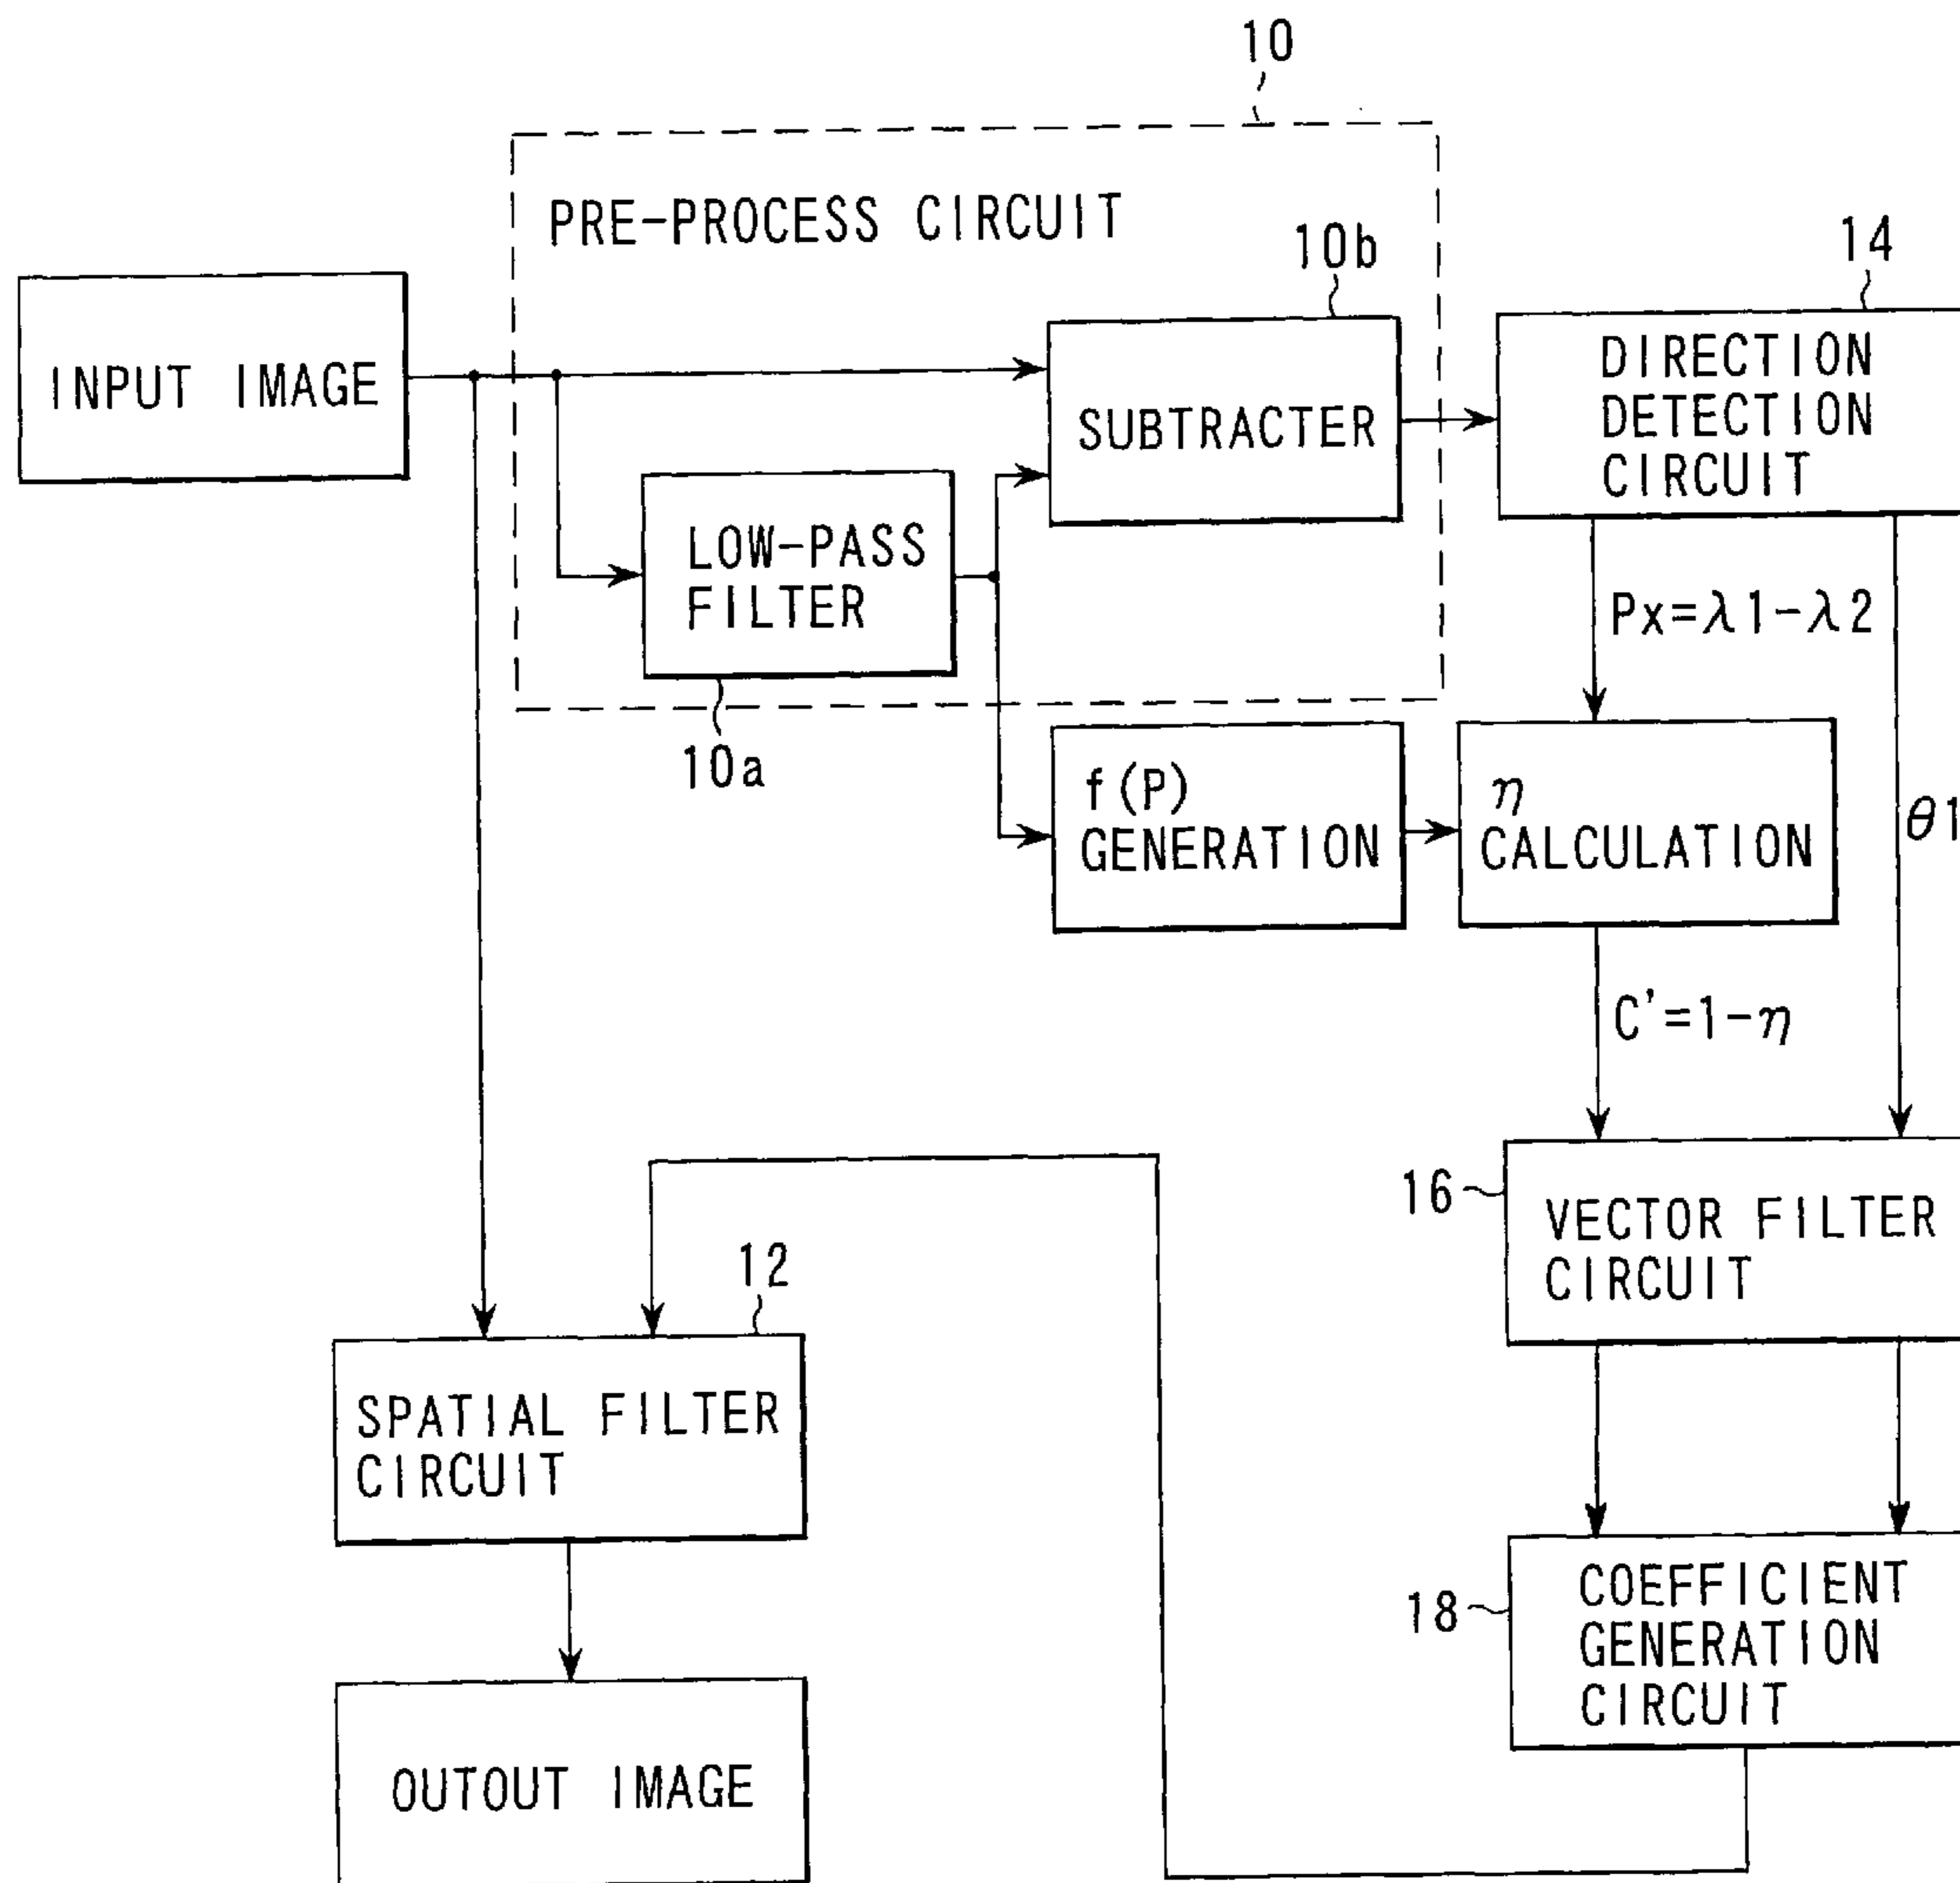 10
PRE-PROCESS CIRCUIT
10b
14
INPUT IMAGE
SUBTRACTER
DIRECTION
DETECTION
CIRCUIT
LOW-PASS
FILTER
Px=λ1-λ2
10a
f(P)
GENERATION
η
CALCULATION
θ1
C'=1-η
16
VECTOR FILTER
CIRCUIT
12
SPATIAL FILTER
CIRCUIT
18
COEFFICIENT
GENERATION
CIRCUIT
OUTOUT IMAGE